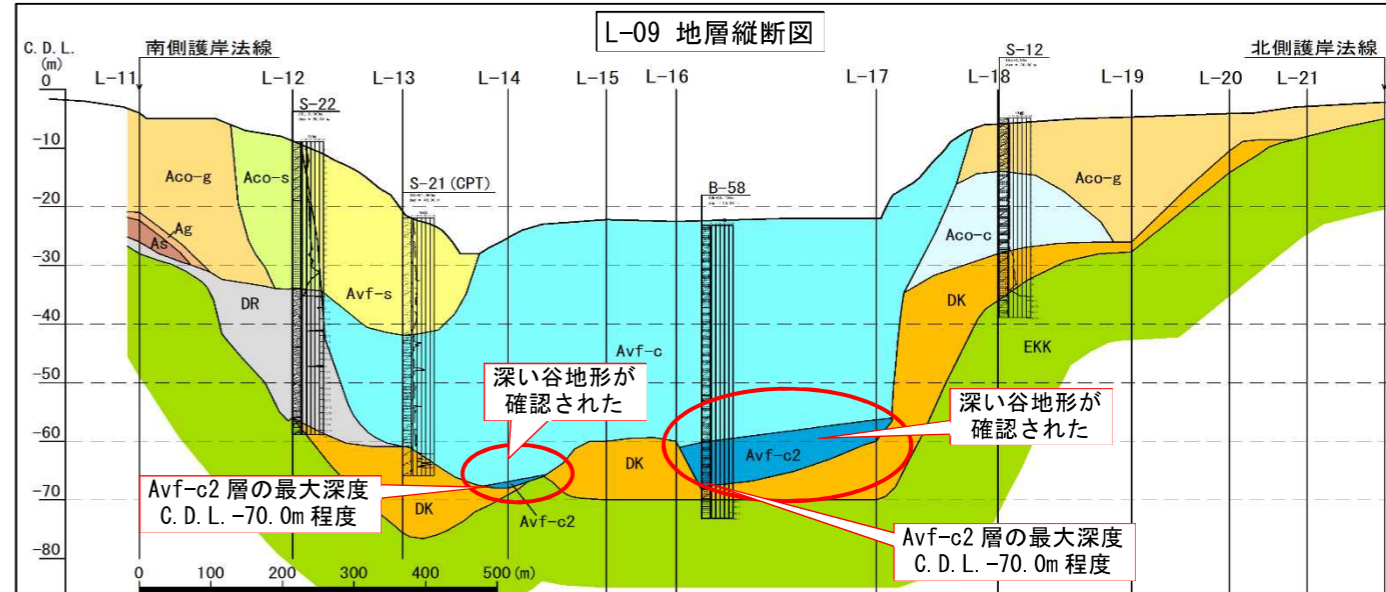 L-09 地層縦断図
C.D.L.
(m)
南側護岸法線
北側護岸法線
L-11
L-12
L-13
L-14
L-15
L-16
L-17
L-18
L-19
L-20
L-21
S-22
S-21(CPT)
B-58
S-12
0
-10
-20
-30
-40
-50
-60
-70
-80
Aco-g
Aco-s
Ag
As
DR
Avf-s
Avf-c
Aco-g
Aco-c
DK
EKK
深い谷地形が
確認された
深い谷地形が
確認された
DK
Avf-c2
DK
Avf-c2
Avf-c2 層の最大深度
C.D.L.-70.0m 程度
Avf-c2 層の最大深度
C.D.L.-70.0m 程度
0 100 200 300 400 500(m)